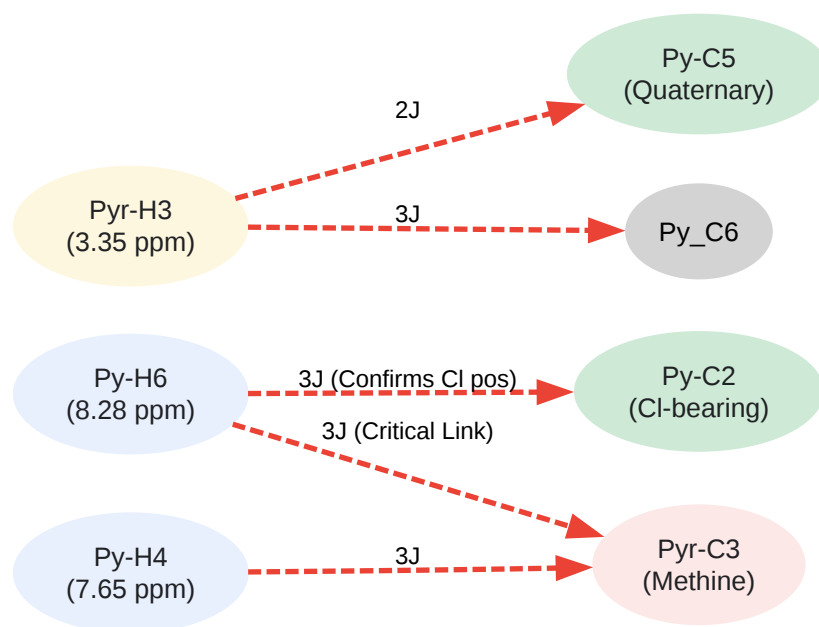 Py-C5
(Quaternary)
2J
Pyr-H3
(3.35 ppm)
3J
Py_C6
Py-H6
(8.28 ppm)
3J (Confirms Cl pos)
Py-C2
(Cl-bearing)
3J (Critical Link)
Py-H4
(7.65 ppm)
3J
Pyr-C3
(Methine)